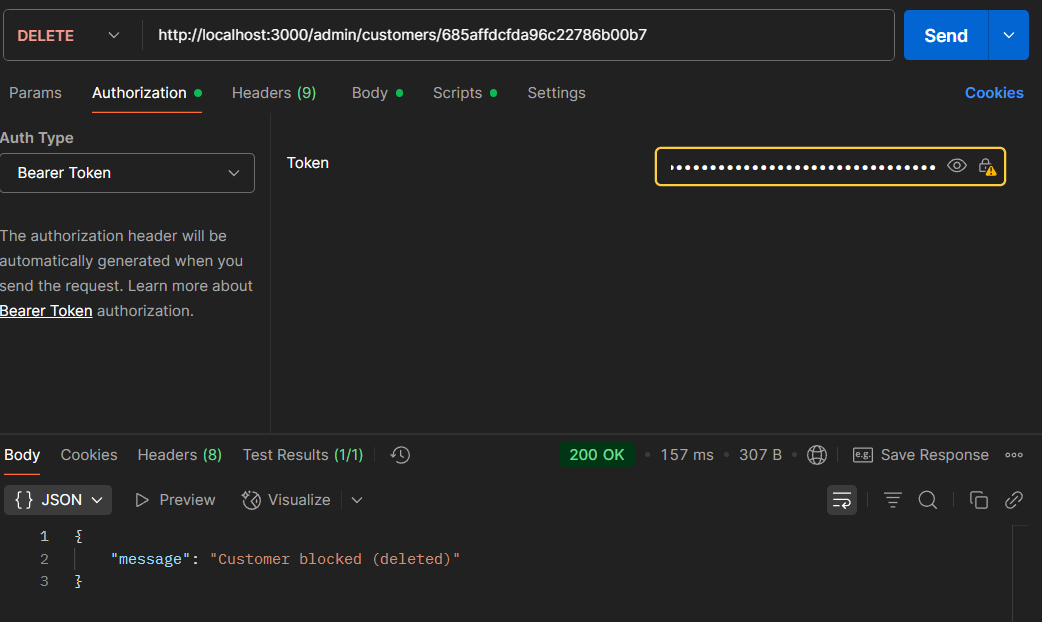 DELETE http://localhost:3000/admin/customers/685affdcfda96c22786b00b7 Send
Params Authorization Headers (9) Body Scripts Settings Cookies
Auth Type
Bearer Token
Token
The authorization header will be
automatically generated when you
send the request. Learn more about
Bearer Token authorization.
Body Cookies Headers (8) Test Results (1/1) 200 OK • 157 ms • 307 B • e.g. Save Response
{} JSON Preview Visualize
1 {
2 "message": "Customer blocked (deleted)"
3 }